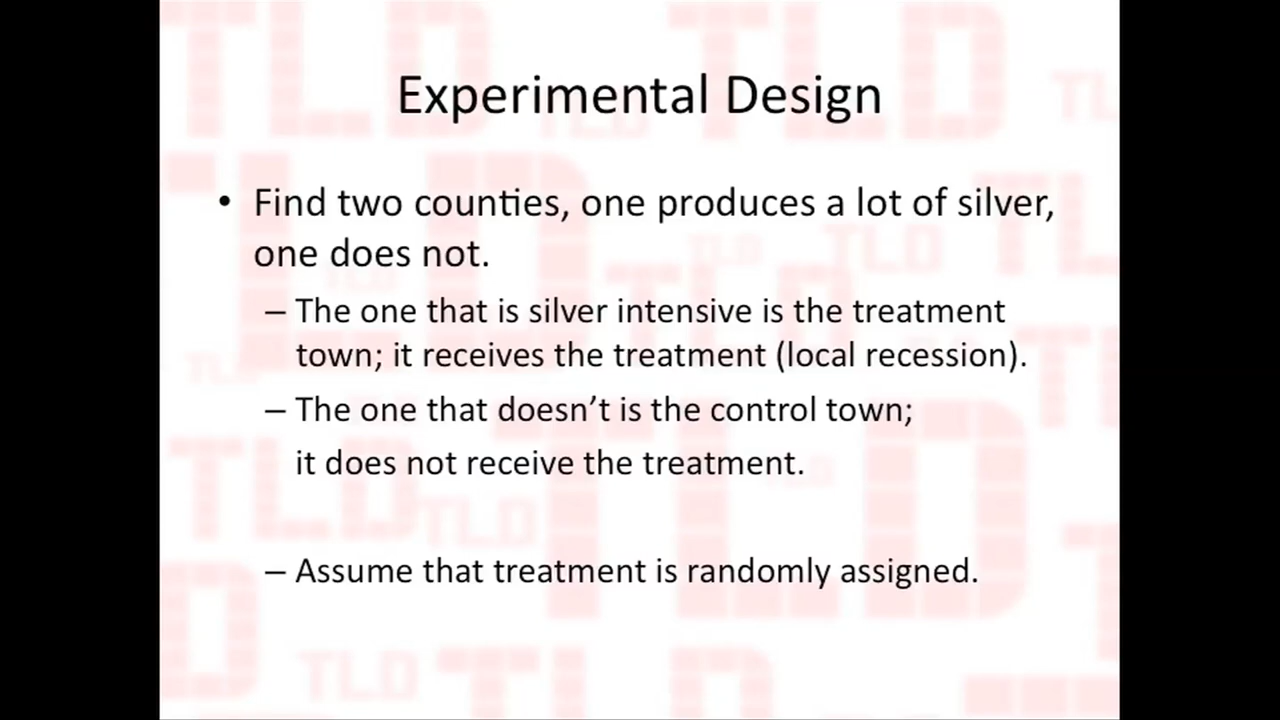 Experimental Design
• Find two counties, one produces a lot of silver,
one does not.
– The one that is silver intensive is the treatment
town; it receives the treatment (local recession).
– The one that doesn’t is the control town;
it does not receive the treatment.
– Assume that treatment is randomly assigned.